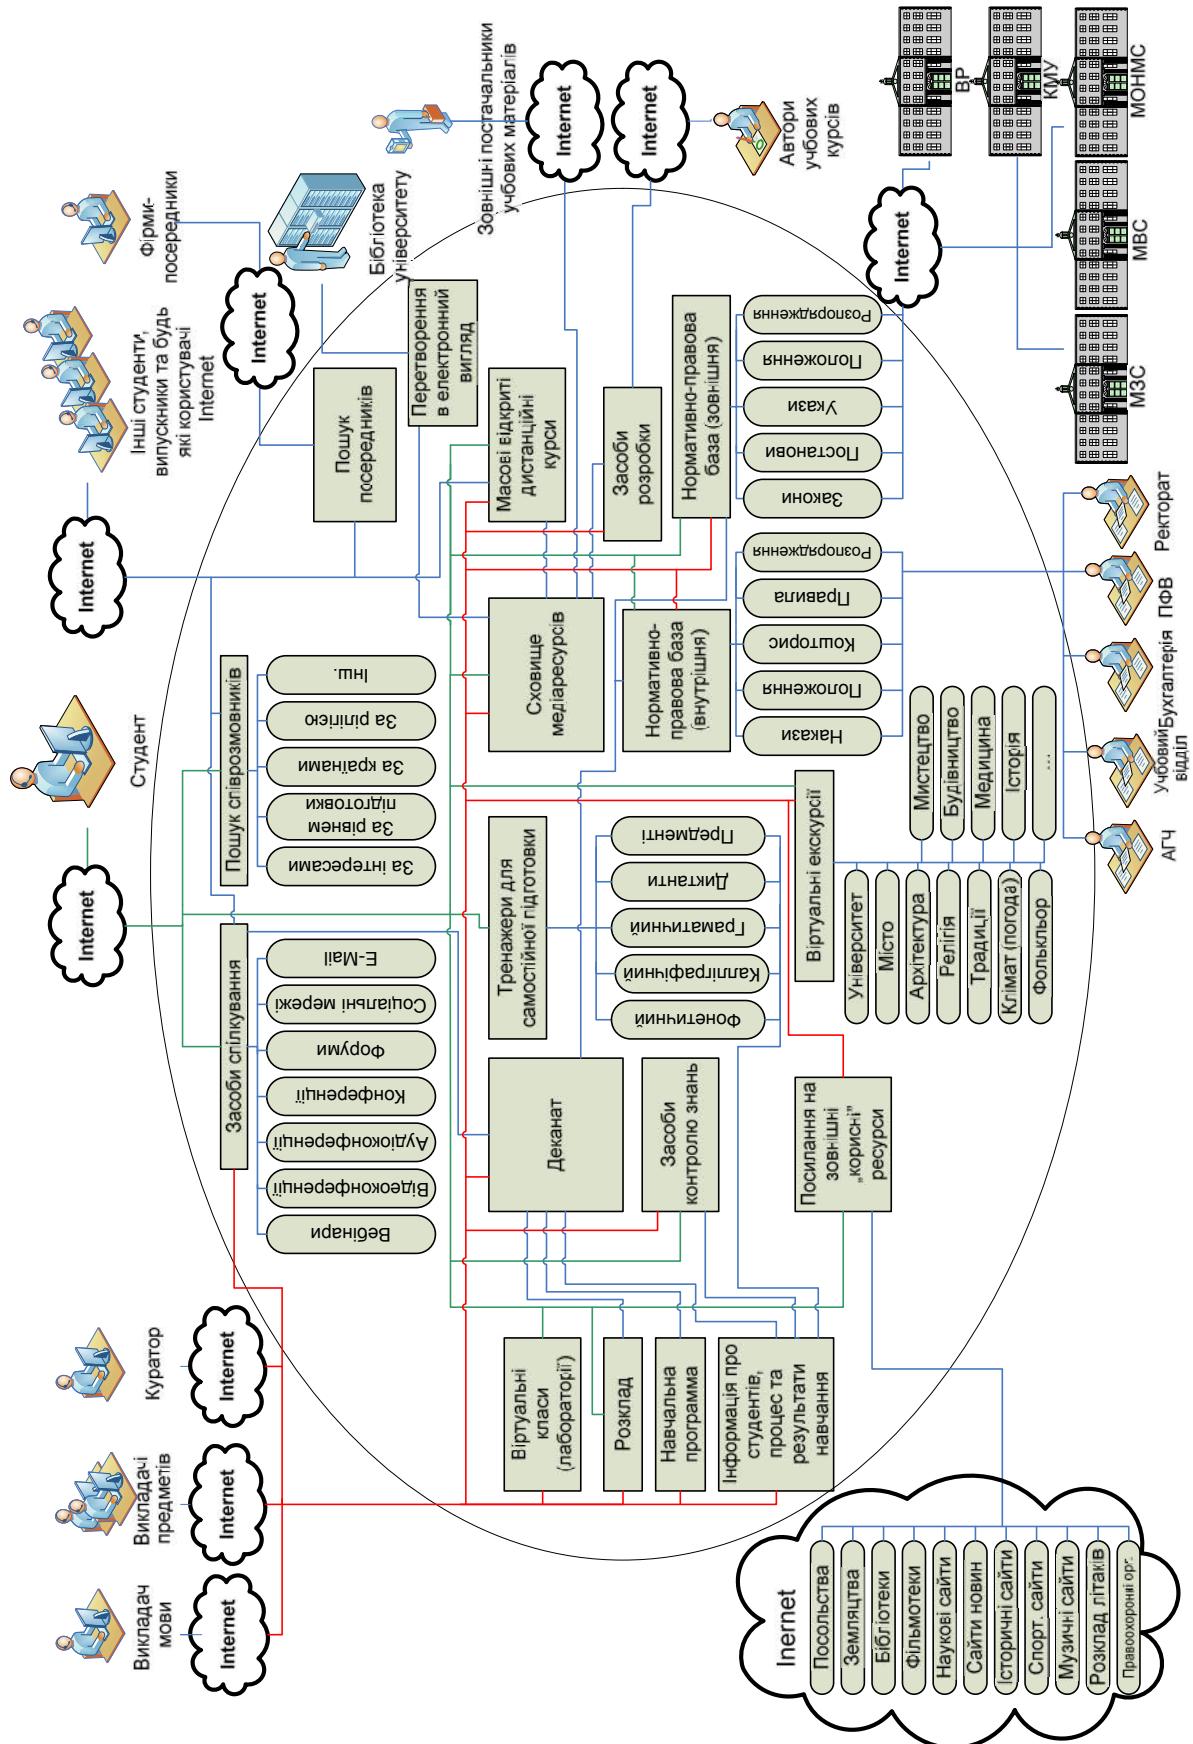 Викладач
мови
Викладачі
предметів
Куратор
Студент
Інші студенти,
випускники та будь
які користувачі
Internet
Фірми-
посередники
Internet
Internet
Internet
Internet
Internet
Internet
Бібліотека
університету
Зовнішні постачальники
учбових матеріалів
Internet
Internet
Автори
учбових
курсів
Засоби спілкування
Вебінари
Відеоконференції
Аудіоконференції
Конференції
Форуми
Соціальні мережі
E-Mail
Пошук співрозмовників
За інтересами
За рівнем
підготовки
За країнами
За рілігією
Інш.
Пошук
посередників
Перетворення
в електронний
вигляд
Віртуальні
класи
(лабораторії)
Розклад
Навчальна
программа
Інформація про
студентів,
процес та
результати
навчання
Деканат
Засоби
контролю знань
Посилання на
зовнішні
„корисні”
ресурси
Тренажери для
самостійної підготовки
Фонетичний
Калліграфічний
Граматичний
Диктанти
Предменті
Сховище
медіаресурсів
Масові відкриті
дистанційні
курси
Засоби
розробки
Нормативно-
правова база
(внутрішня)
Накази
Положення
Кошторис
Правила
Розпорядження
Нормативно-правова
база (зовнішня)
Закони
Постанови
Укази
Положення
Розпорядження
Віртуальні екскурсії
Університет
Місто
Архітектура
Релігія
Традиції
Клімат (погода)
Фолькльор
Мистецтво
Будівництво
Медицина
Історія
...
Internet
ВР
КМУ
МОНМС
МВС
МЗС
Inernet
Посольства
Земляцтва
Бібліотеки
Фільмотеки
Наукові сайти
Сайти новин
Історичні сайти
Спорт. сайти
Музичні сайти
Розклад літаків
Правоохоронні орг.
АГЧ
Учбовий
відділ
Бухгалтерія
ПФВ
Ректорат